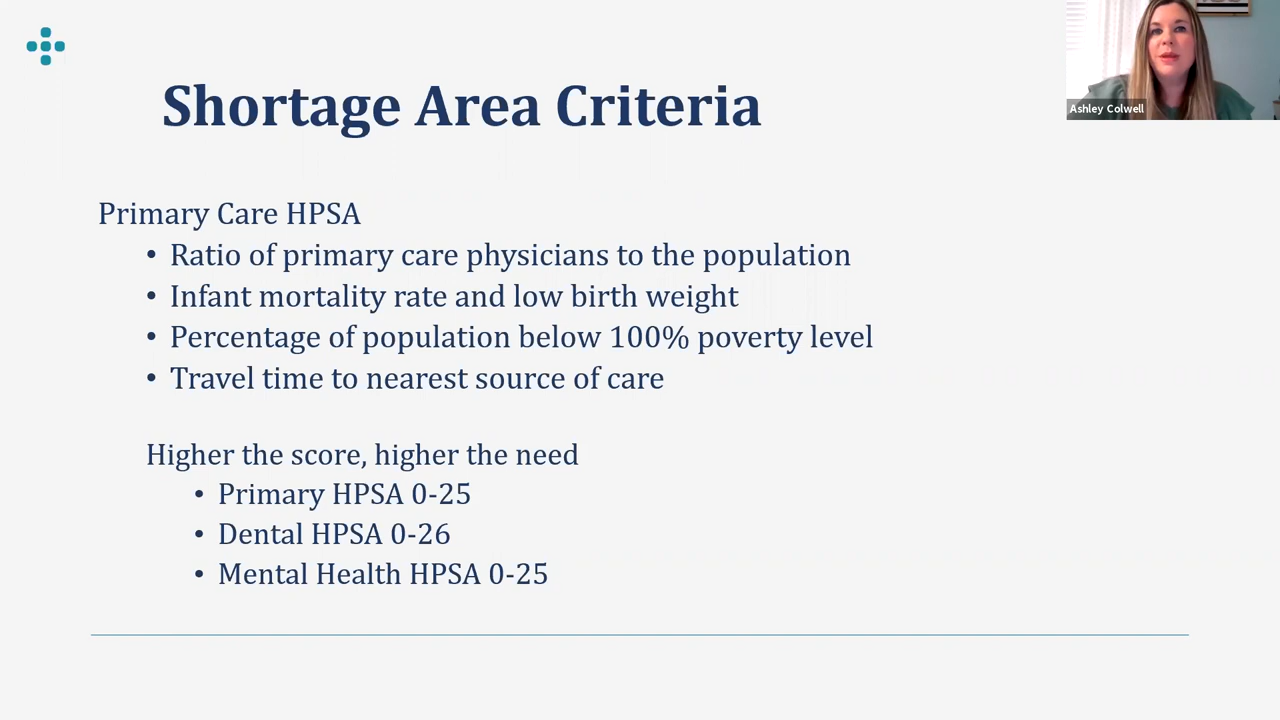 Ashley Colwell
Shortage Area Criteria
Primary Care HPSA
• Ratio of primary care physicians to the population
• Infant mortality rate and low birth weight
• Percentage of population below 100% poverty level
• Travel time to nearest source of care
Higher the score, higher the need
• Primary HPSA 0-25
• Dental HPSA 0-26
• Mental Health HPSA 0-25